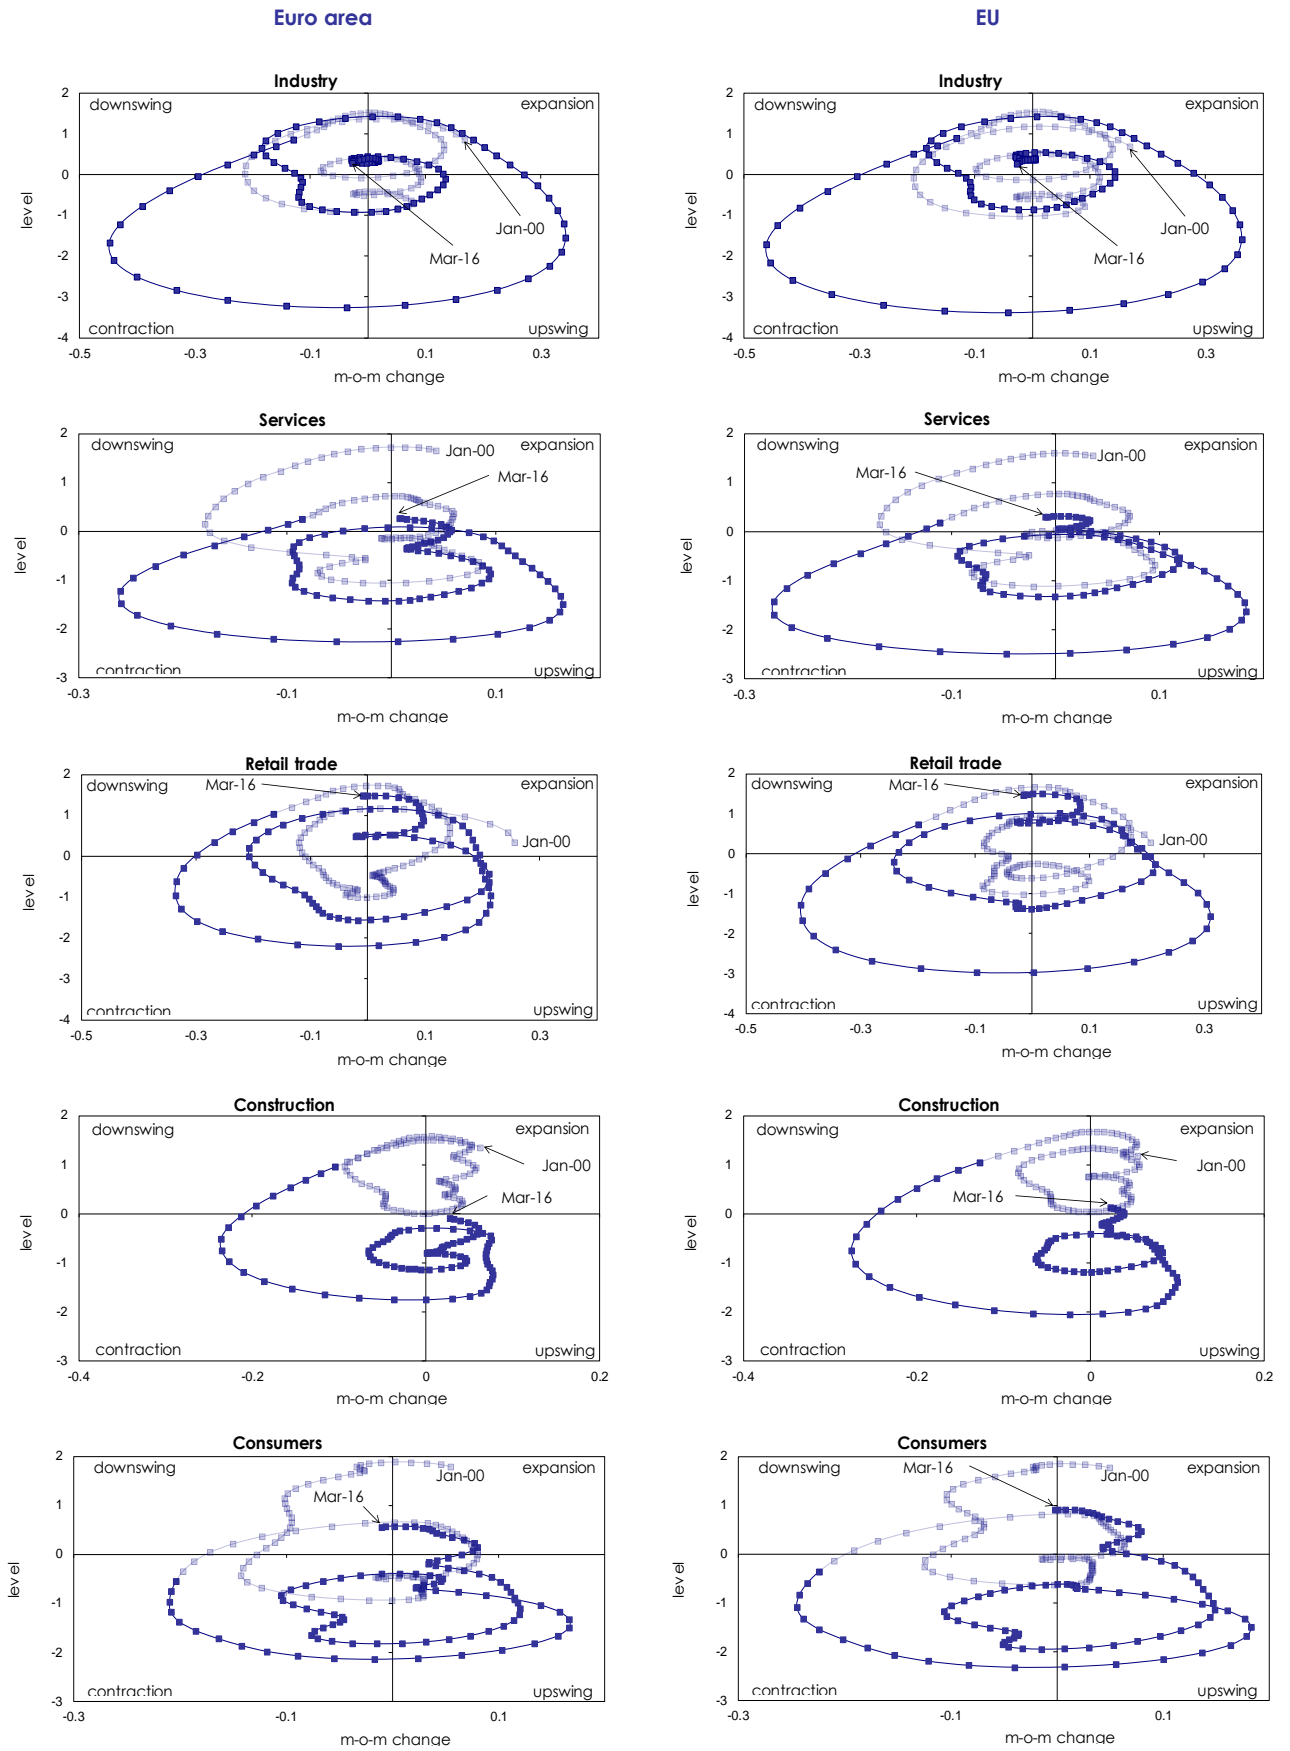 Euro area
EU
Industry
Industry
2
downswing
expansion
1
0
-1
-2
-3
-4
level
Jan-00
Mar-16
contraction
upswing
-0.5
-0.3
-0.1
0.1
0.3
m-o-m change
2
downswing
expansion
1
0
-1
-2
-3
-4
level
Jan-00
Mar-16
contraction
upswing
-0.5
-0.3
-0.1
0.1
0.3
m-o-m change
Services
Services
2
downswing
expansion
1
0
-1
-2
-3
level
Jan-00
Mar-16
contraction
upswing
-0.3
-0.1
0.1
m-o-m change
2
downswing
expansion
1
0
-1
-2
-3
level
Jan-00
Mar-16
contraction
upswing
-0.3
-0.1
0.1
m-o-m change
Retail trade
Retail trade
2
downswing
expansion
1
0
-1
-2
-3
-4
level
Mar-16
Jan-00
contraction
upswing
-0.5
-0.3
-0.1
0.1
0.3
m-o-m change
2
downswing
expansion
1
0
-1
-2
-3
-4
level
Mar-16
Jan-00
contraction
upswing
-0.5
-0.3
-0.1
0.1
0.3
m-o-m change
Construction
Construction
2
downswing
expansion
1
0
-1
-2
-3
level
Jan-00
Mar-16
contraction
upswing
-0.4
-0.2
0
0.2
m-o-m change
2
downswing
expansion
1
0
-1
-2
-3
level
Jan-00
Mar-16
contraction
upswing
-0.4
-0.2
0
0.2
m-o-m change
Consumers
Consumers
2
downswing
expansion
1
0
-1
-2
-3
level
Jan-00
Mar-16
contraction
upswing
-0.3
-0.1
0.1
m-o-m change
2
downswing
expansion
1
0
-1
-2
-3
level
Mar-16
Jan-00
contraction
upswing
-0.3
-0.1
0.1
m-o-m change